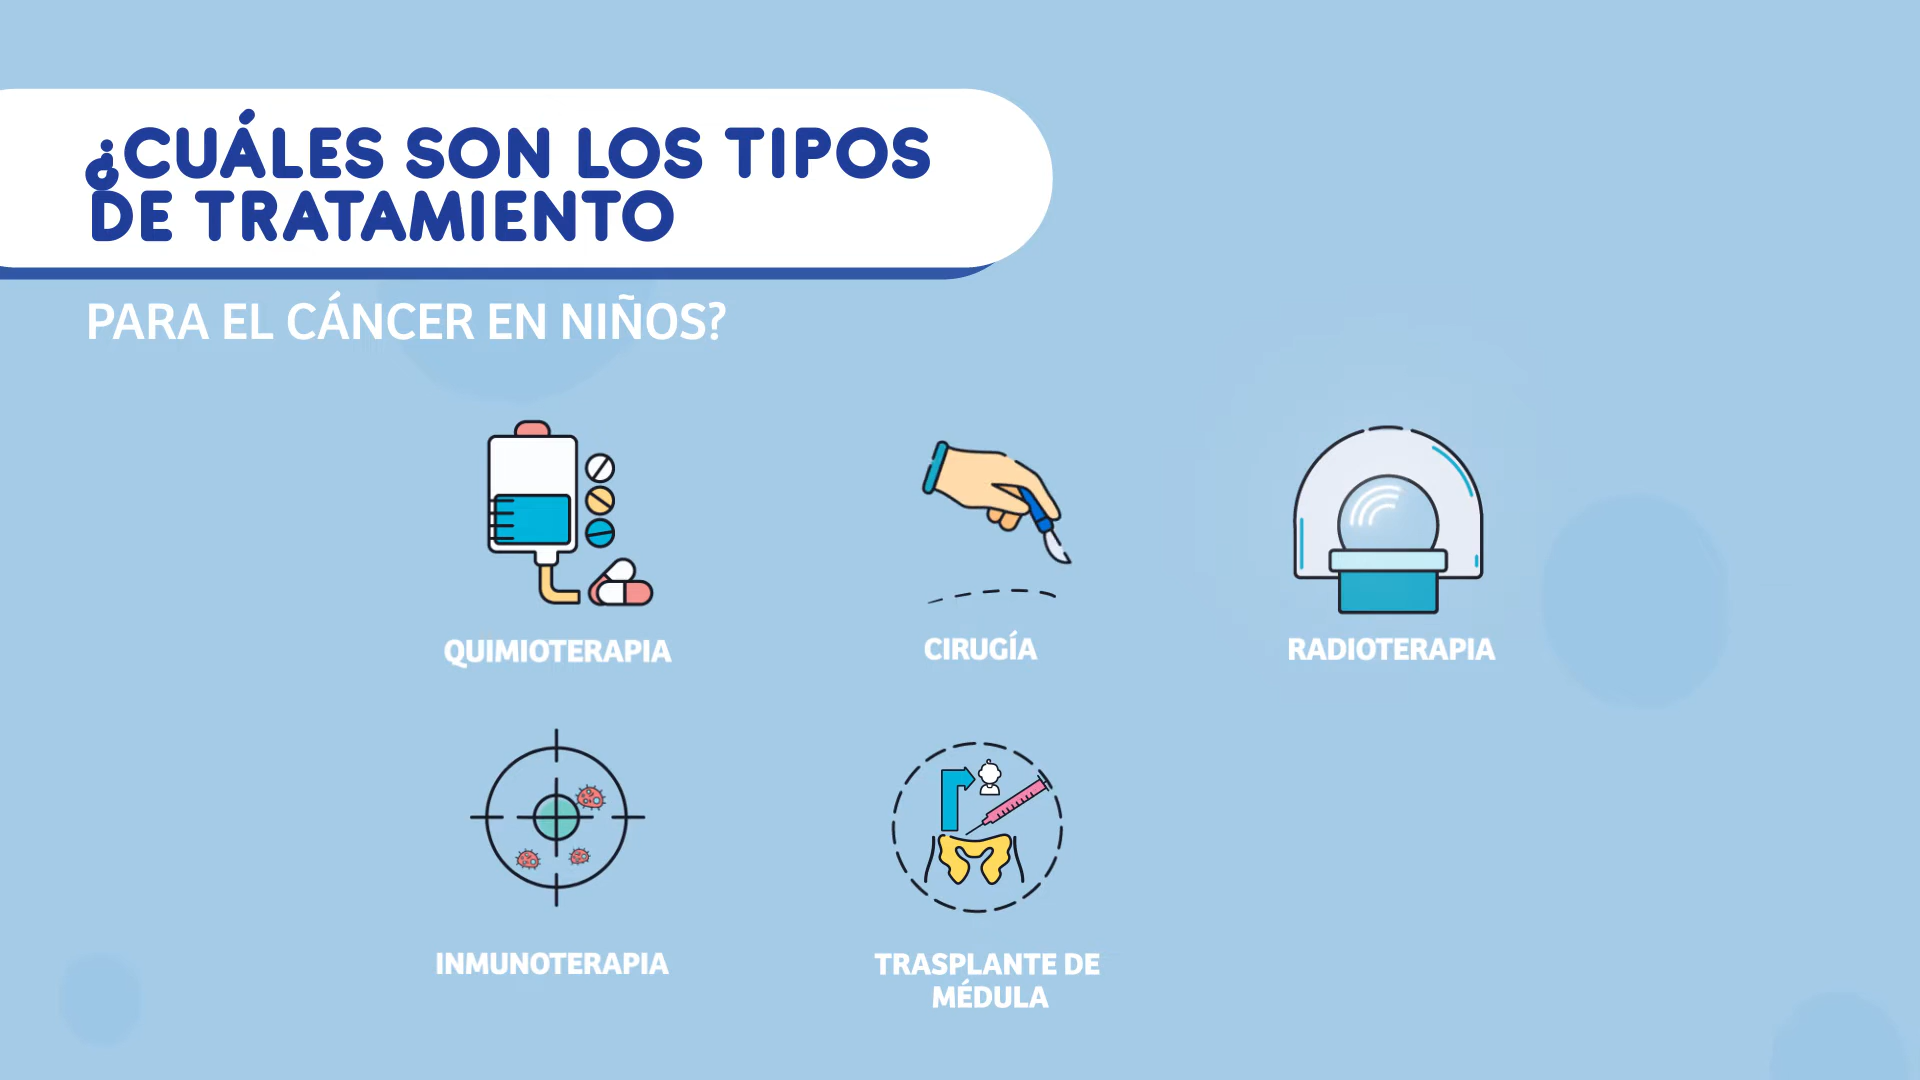 ¿CUÁLES SON LOS TIPOS
DE TRATAMIENTO
PARA EL CÁNCER EN NIÑOS?
QUIMIOTERAPIA
CIRUGÍA
RADIOTERAPIA
INMUNOTERAPIA
TRASPLANTE DE
MÉDULA